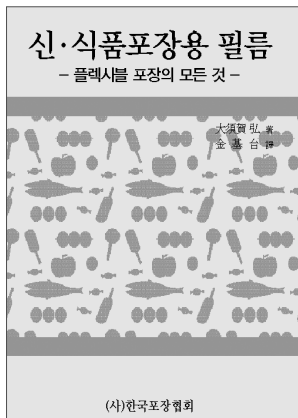 신·식품포장용 필름
– 플렉시블 포장의 모든 것 –
大須賀 弘 著
金 基 台 譯
(사)한국포장협회